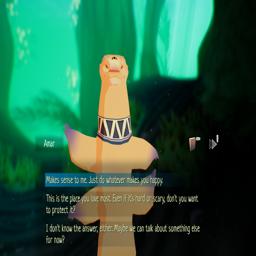 Amar
Makes sense to me. Just do whatever makes you happy.
This is the place you love most. Even if it's hard or scary, don't you want
to protect it?
I don't know the answer, either. Maybe we can talk about something else
for now?